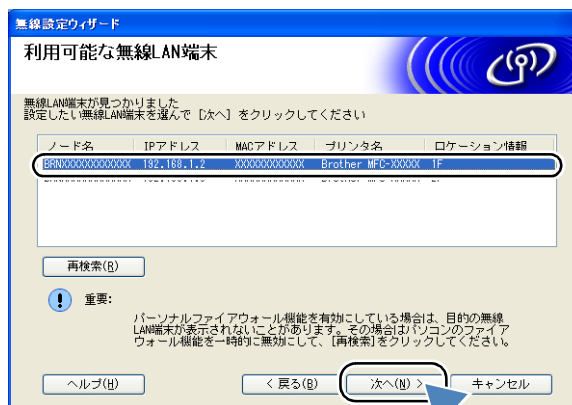 無線設定ウィザード
利用可能な無線LAN端末
無線LAN端末が見つかりました
設定したい無線LAN端末を選んで [次へ] をクリックしてください
ノード名 IPアドレス MACアドレス プリンタ名 ロケーション情報
BRNXXXXXXXXXXXX 192.168.1.2 XXXXXXXXXXXX Brother MFC-XXXXX 1F
再検索(R)
重要:
パーソナルファイアウォール機能を有効にしている場合は、目的の無線
LAN端末が表示されないことがあります。その場合はパソコンのファイア
ウォール機能を一時的に無効にして、[再検索]をクリックしてください。
ヘルプ(H) < 戻る(B) 次へ(N) > キャンセル